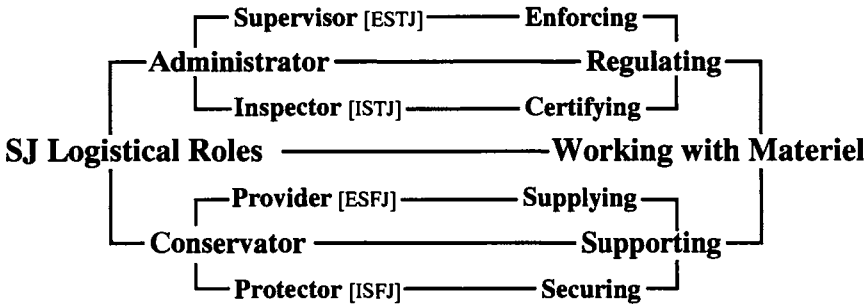 Supervisor [ESTJ] Enforcing
Administrator Regulating
Inspector [ISTJ] Certifying
SJ Logistical Roles Working with Materiel
Provider [ESFJ] Supplying
Conservator Supporting
Protector [ISFJ] Securing